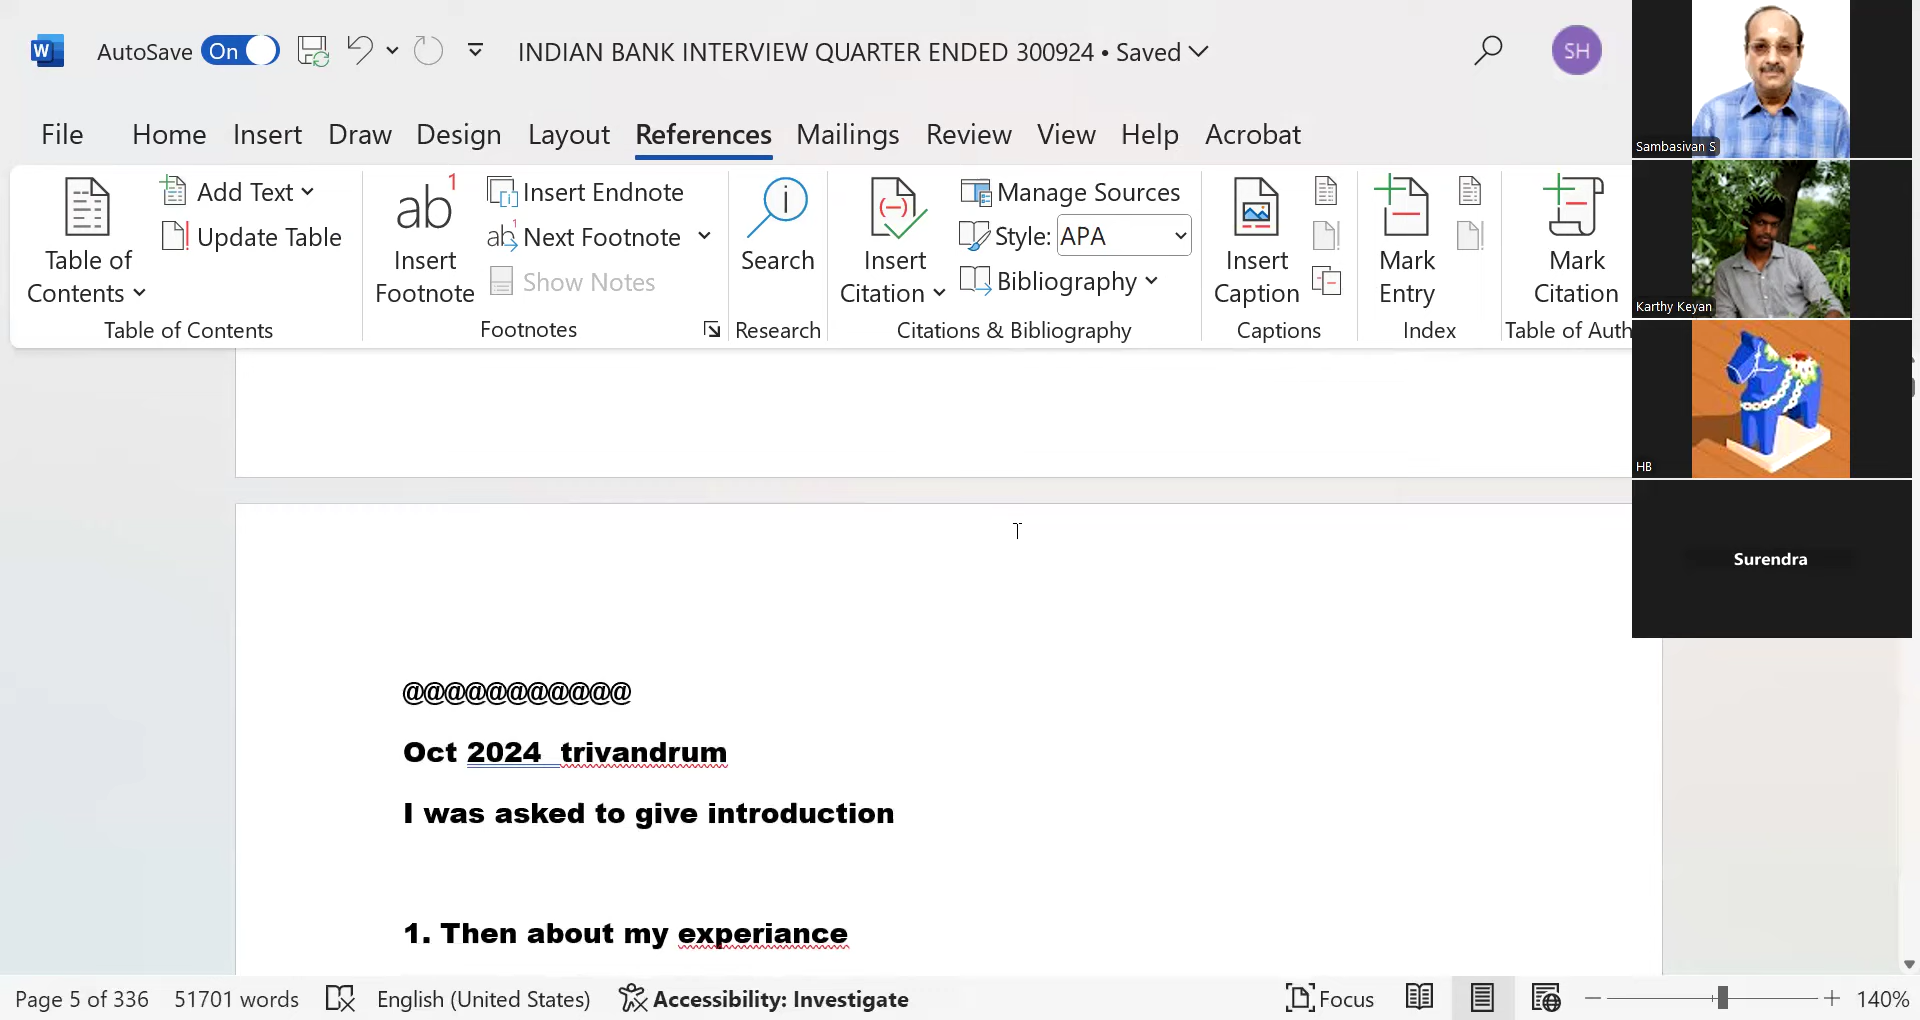 W AutoSave On INDIAN BANK INTERVIEW QUARTER ENDED 300924 • Saved SH
File Home Insert Draw Design Layout References Mailings Review View Help Acrobat
Table of Contents
Add Text
Update Table
Table of Contents
ab1 Insert Footnote
Insert Endnote
ab1 Next Footnote
Show Notes
Footnotes
Search
Research
Insert Citation
Manage Sources
Style: APA
Bibliography
Citations & Bibliography
Insert Caption
Captions
Mark Entry
Index
Mark Citation
Table of Auth
Sambasivan S
Karthy Keyan
HB
Surendra
@@@@@@@@@@@
Oct 2024 trivandrum
I was asked to give introduction
1. Then about my experiance
Page 5 of 336 51701 words English (United States) Accessibility: Investigate Focus 140%